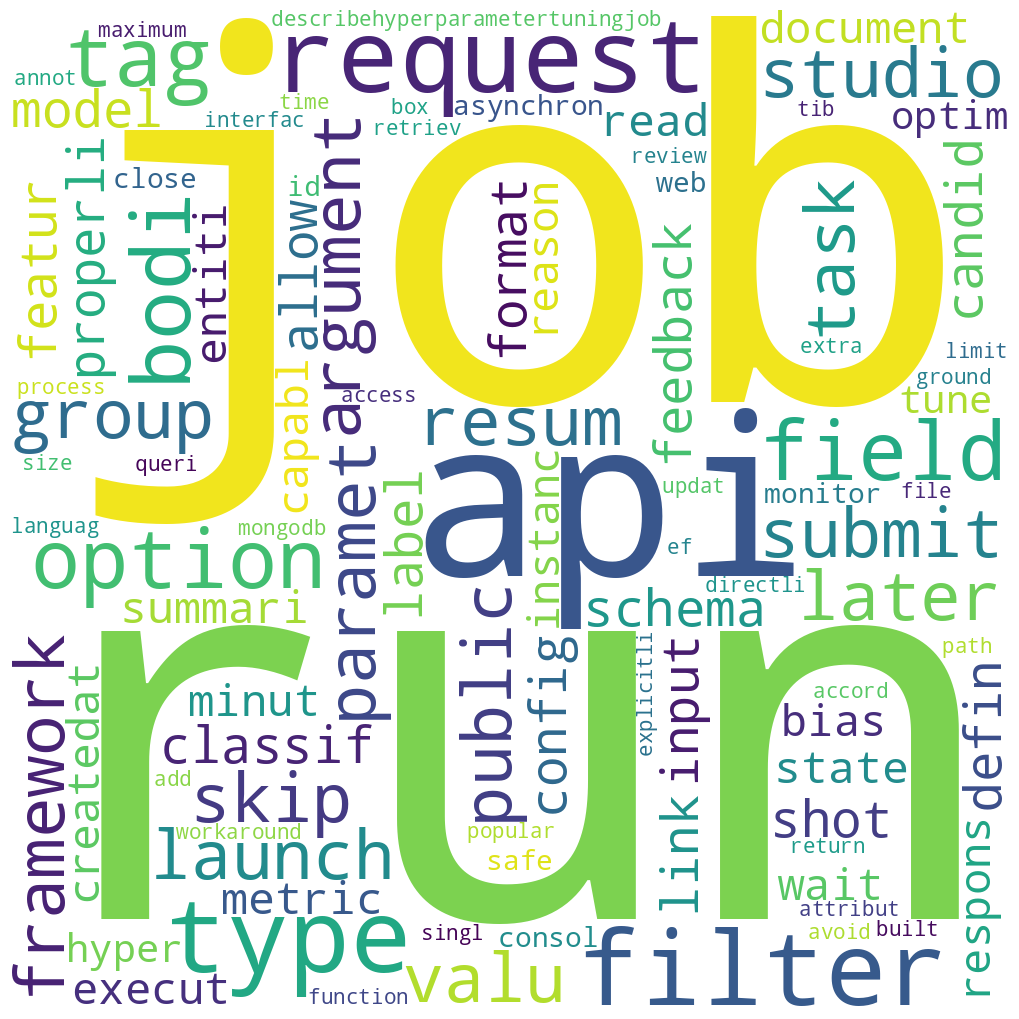 describehyperparametertuningjob
maximum
tag
request
document
studio
annot
model
time
interfac
box
retriev
asynchron
read
tib
optim
job
close
id
review
web
featur
properli
bodi
entiti
allow
argument
format
reason
feedback
task
extra
candid
limit
ground
process
access
tune
group
capabl
resum
field
size
queri
paramet
label
instanc
updat
monitor
file
languag
mongodb
api
ef
submit
option
directli
summari
public
schema
later
run
framework
createdat
minut
config
explicitli
input
path
accord
defin
classif
bias
state
add
skip
link
shot
workaround
popular
return
launch
safe
wait
respons
metric
attribut
type
hyper
singl
consol
avoid
built
execut
function
valu
filter